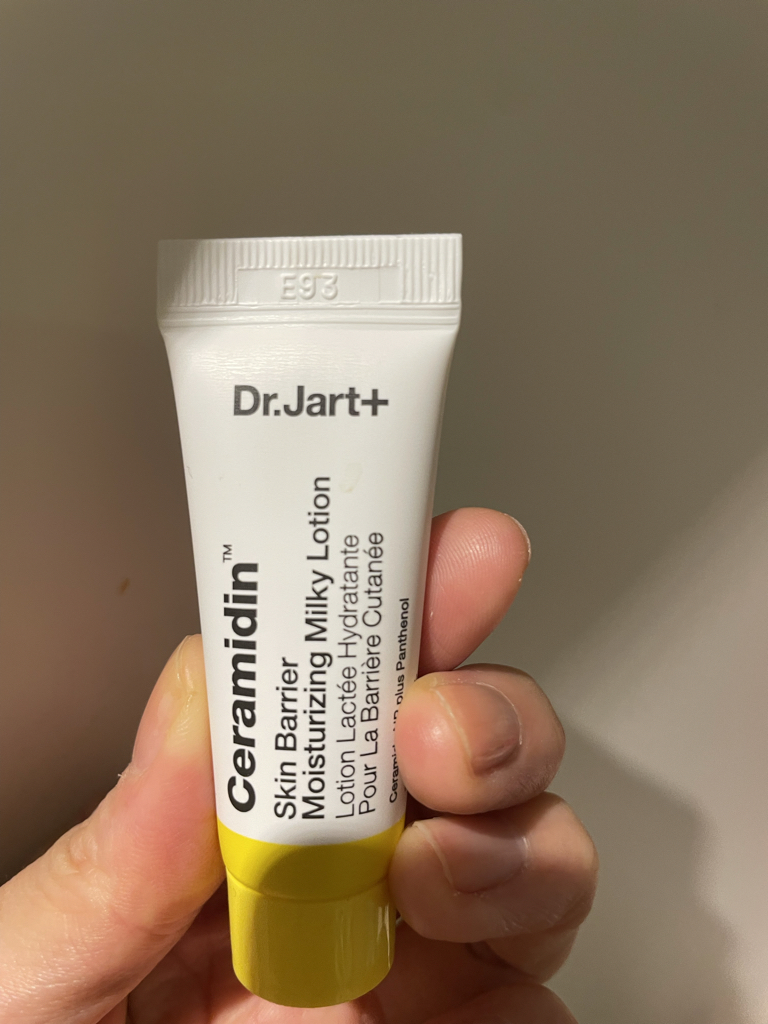 E93
Dr.Jart+
Ceramidin™
Skin Barrier
Moisturizing Milky Lotion
Lotion Lactée Hydratante
Pour La Barrière Cutanée
plus Panthenol